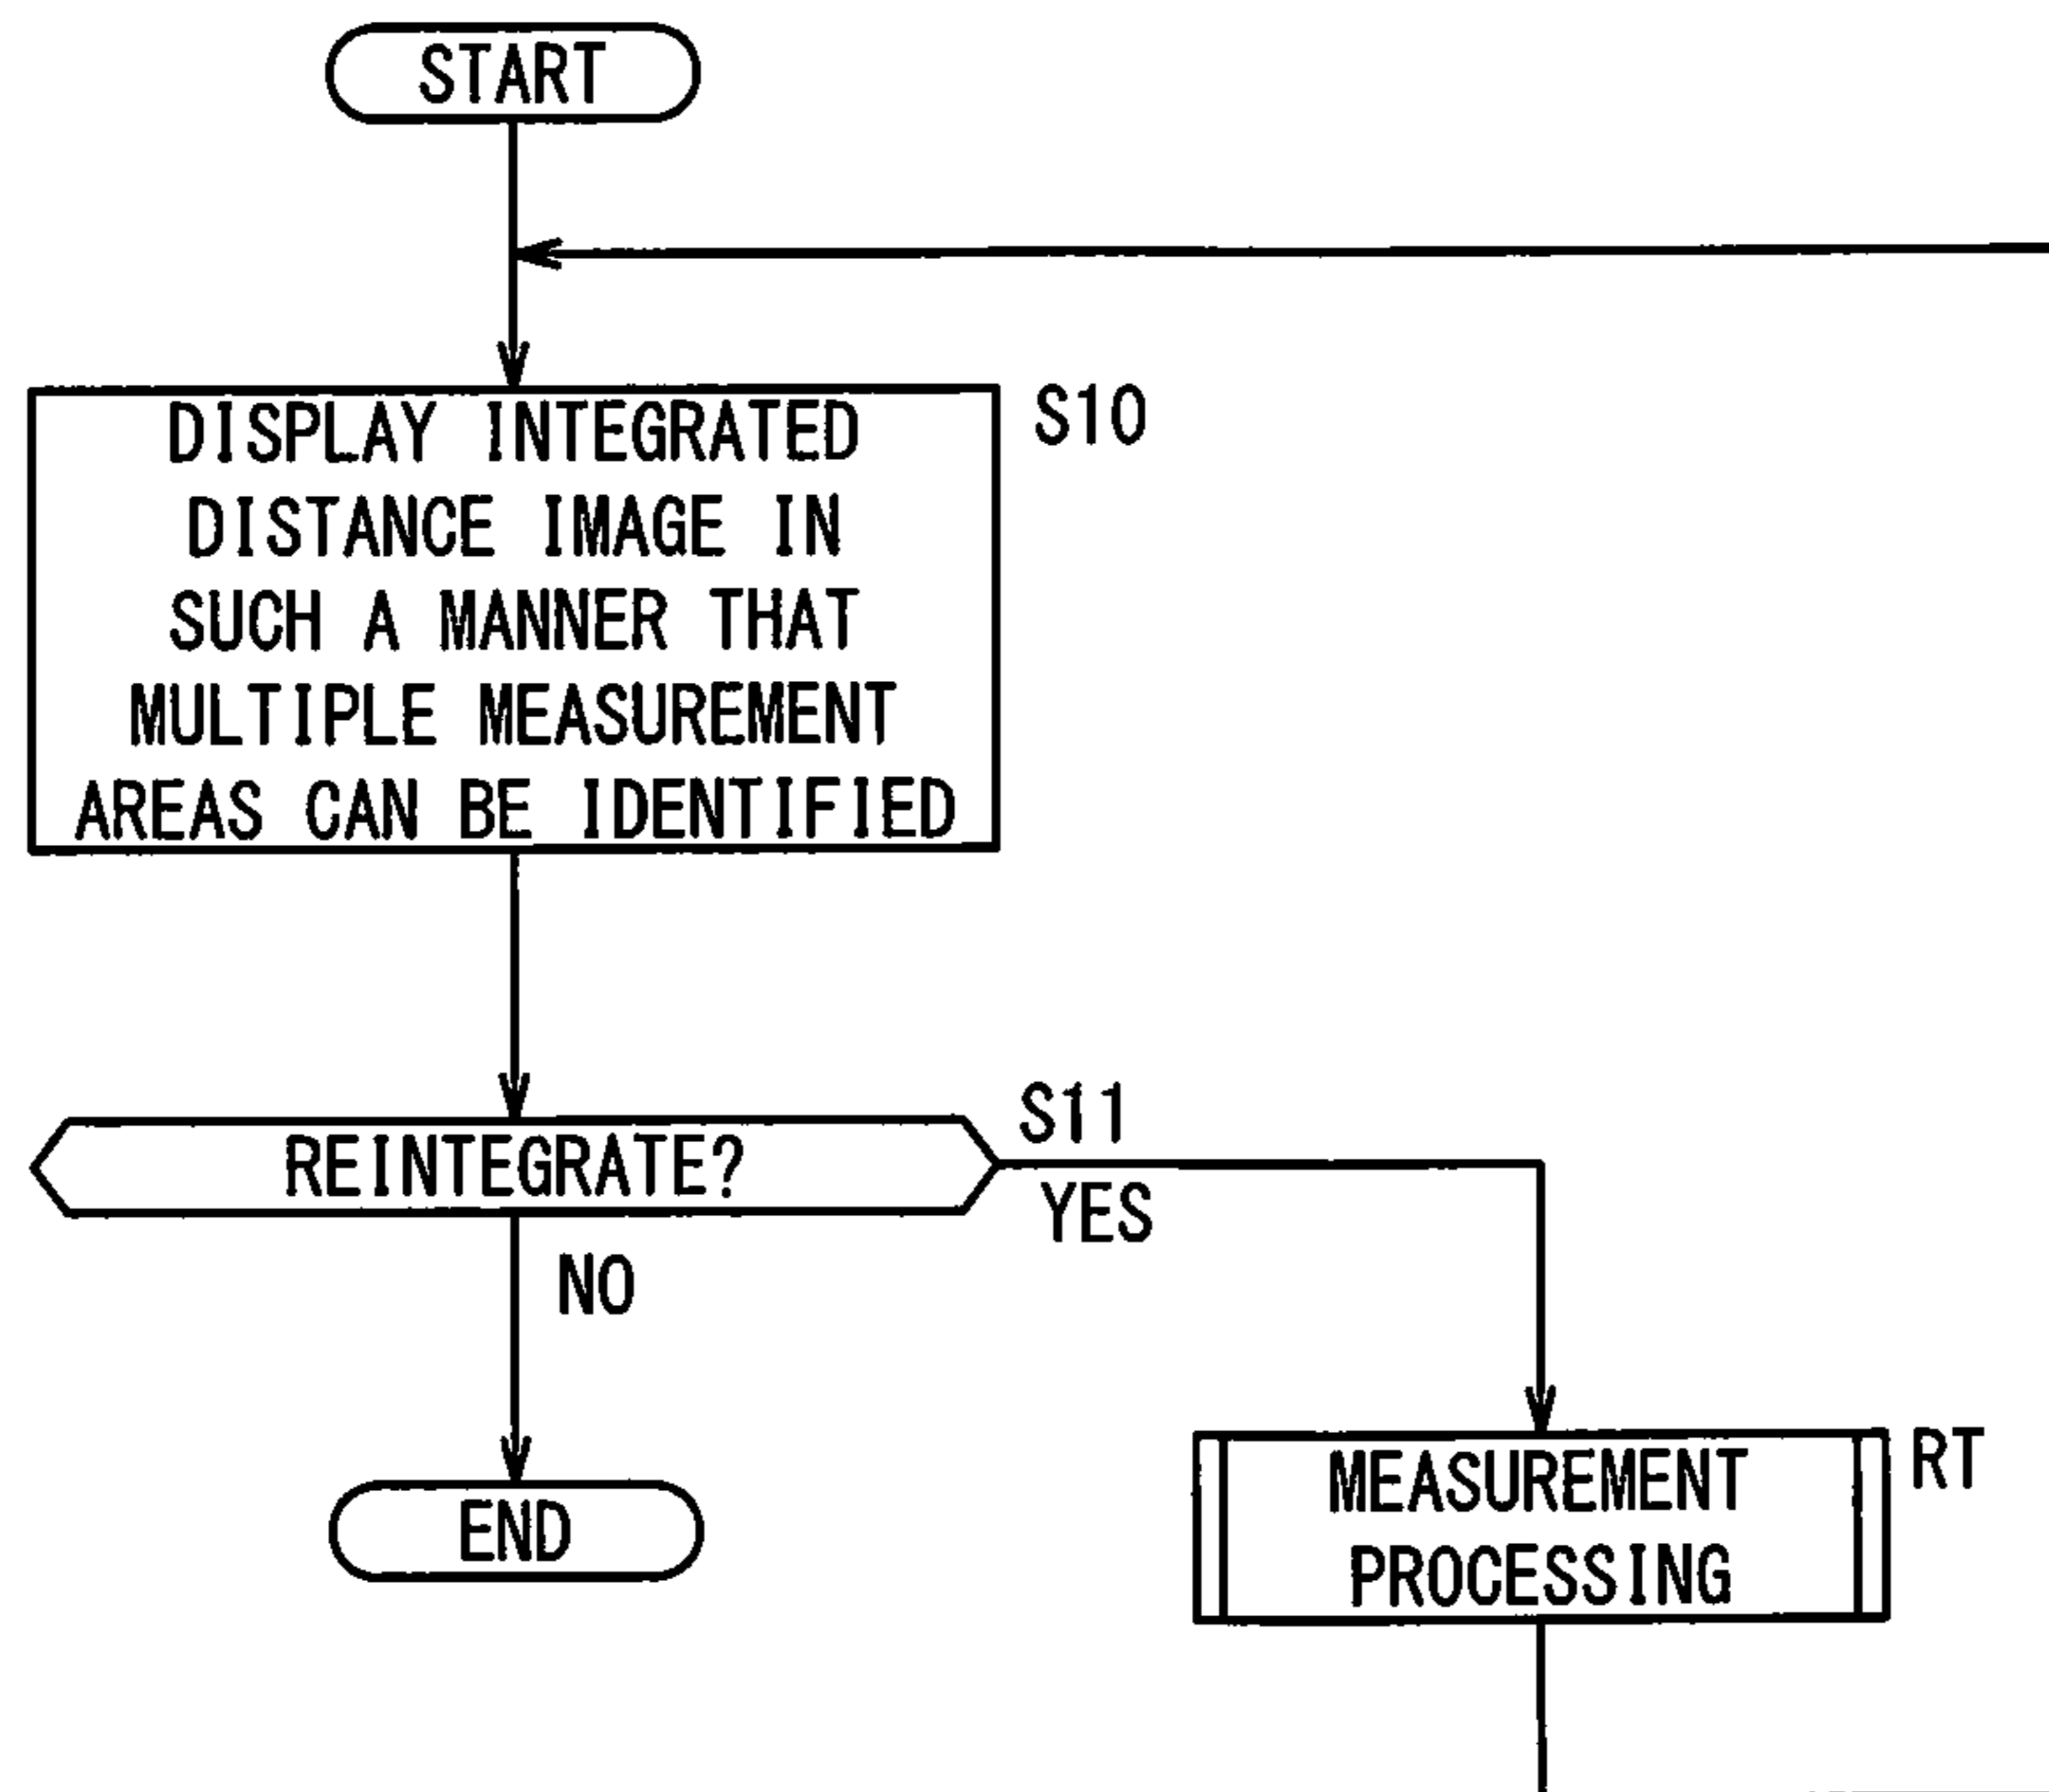 START
DISPLAY INTEGRATED
DISTANCE IMAGE IN
SUCH A MANNER THAT
MULTIPLE MEASUREMENT
AREAS CAN BE IDENTIFIED
S10
REINTEGRATE?
S11
YES
NO
END
MEASUREMENT
PROCESSING
RT